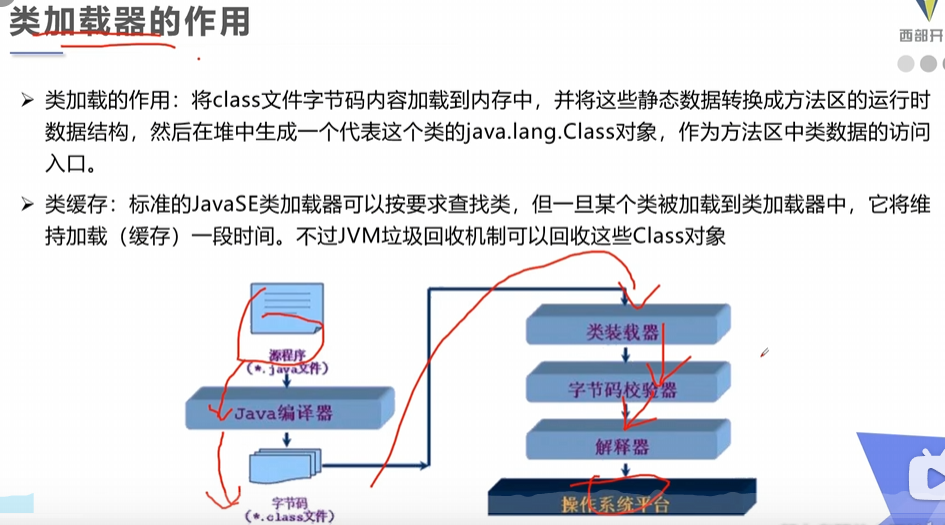 类加载器的作用
西部开
➢ 类加载的作用：将class文件字节码内容加载到内存中，并将这些静态数据转换成方法区的运行时
数据结构，然后在堆中生成一个代表这个类的java.lang.Class对象，作为方法区中类数据的访问
入口。
➢ 类缓存：标准的JavaSE类加载器可以按要求查找类，但一旦某个类被加载到类加载器中，它将维
持加载（缓存）一段时间。不过JVM垃圾回收机制可以回收这些Class对象
源程序
(*.java文件)
Java编译器
字节码
(*.class文件)
类装载器
字节码校验器
解释器
操作系统平台